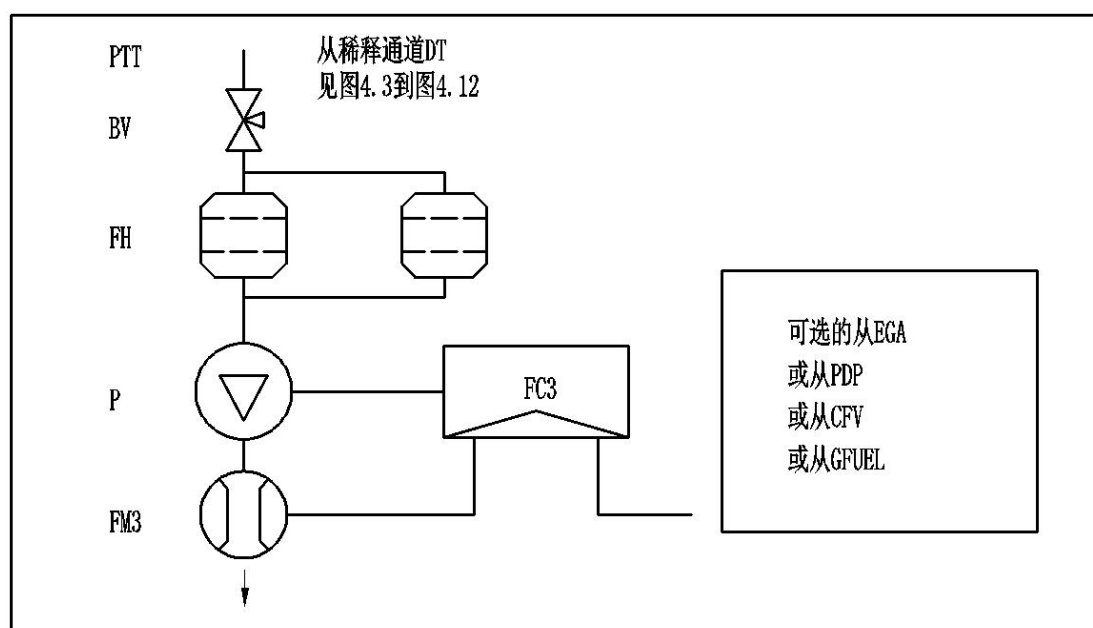 PTT
从稀释通道DT
见图4.3到图4.12
BV
FH
P
FC3
FM3
可选的从EGA
或从PDP
或从CFV
或从GFUEL